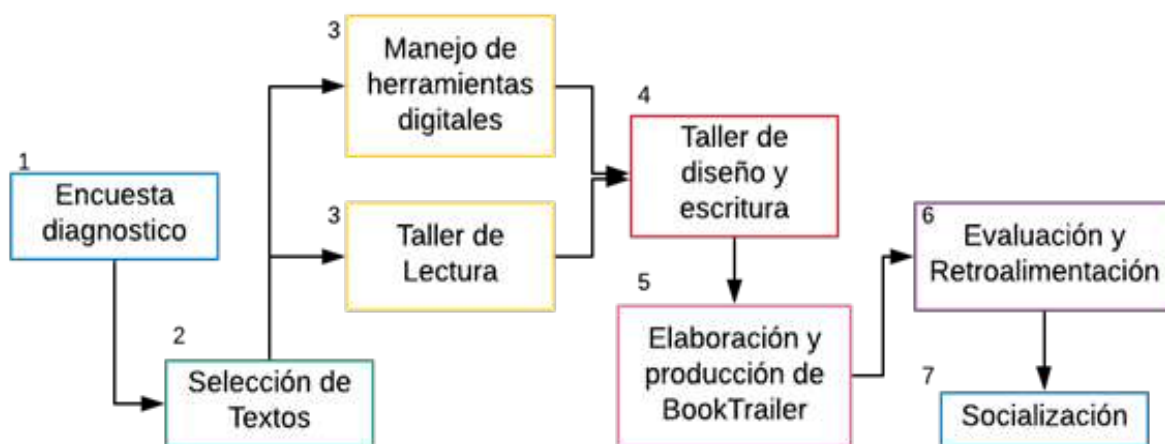 1
Encuesta
diagnostico
2
Selección de
Textos
3
Manejo de
herramientas
digitales
3
Taller de
Lectura
4
Taller de
diseño y
escritura
5
Elaboración y
producción de
BookTrailer
6
Evaluación y
Retroalimentación
7
Socialización